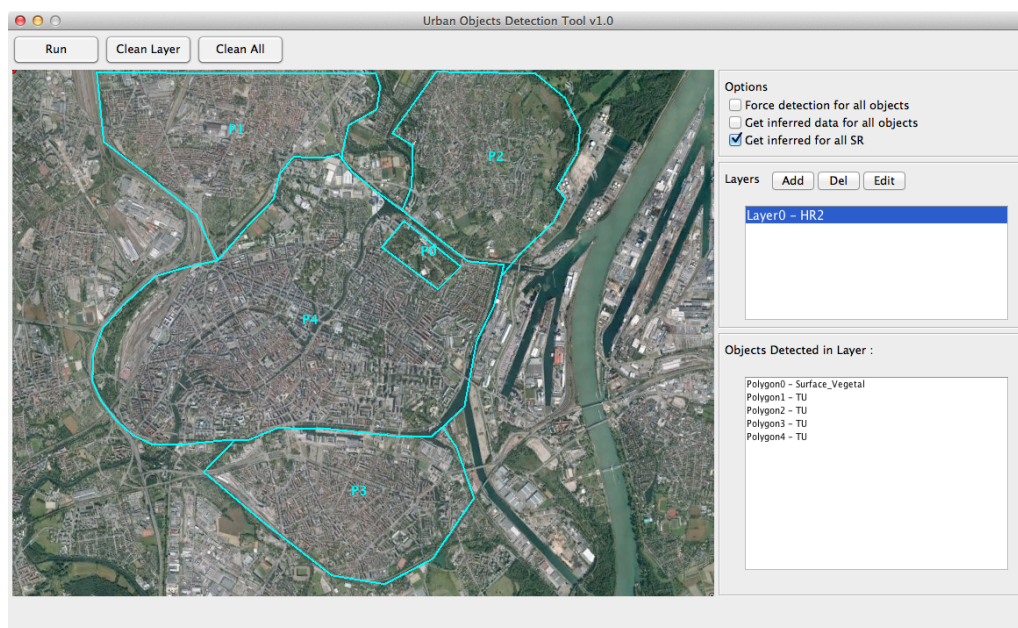 Urban Objects Detection Tool v1.0
Run
Clean Layer
Clean All
P1
P2
P0
P4
P3
Options
Force detection for all objects
Get inferred data for all objects
Get inferred for all SR
Layers
Add
Del
Edit
Layer0 – HR2
Objects Detected in Layer :
Polygon0 – Surface_Vegetal
Polygon1 – TU
Polygon2 – TU
Polygon3 – TU
Polygon4 – TU